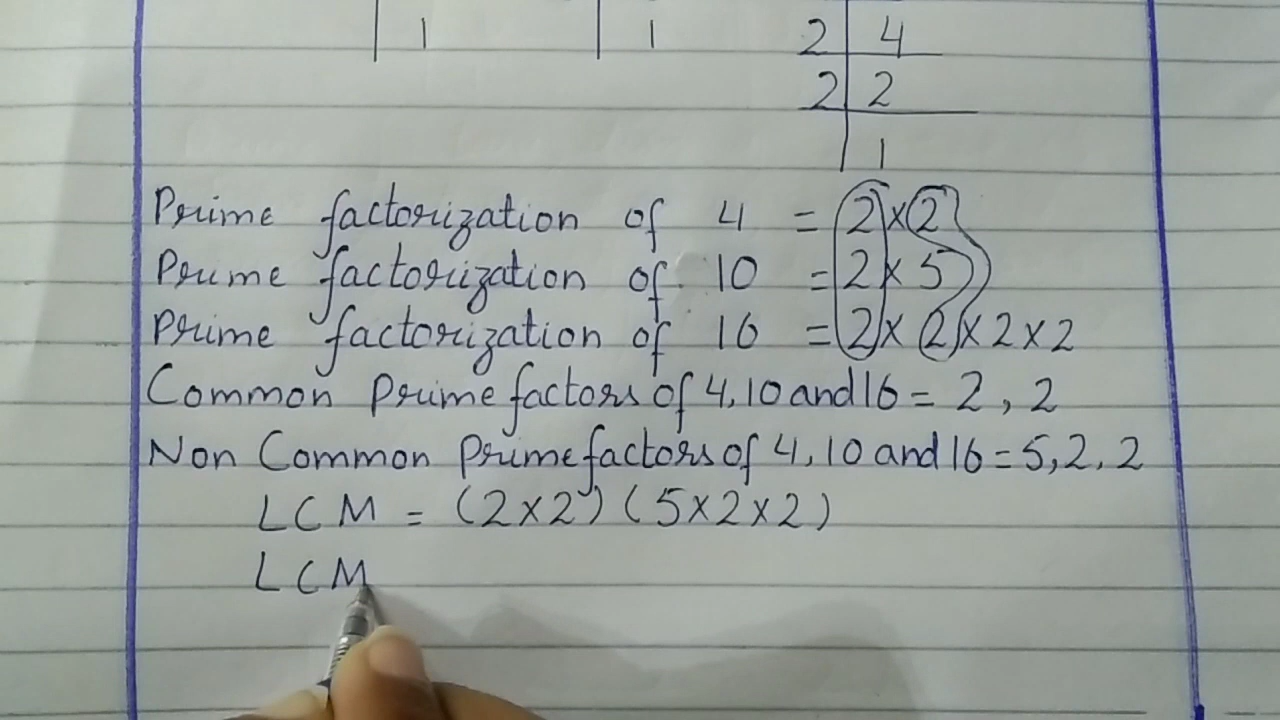 1 1 2 4
2 2
1
Prime factorization of 4 = 2 × 2
Prime factorization of 10 = 2 × 5
Prime factorization of 16 = 2 × 2 × 2 × 2
Common Prime factors of 4, 10 and 16 = 2, 2
Non Common Prime factors of 4, 10 and 16 = 5, 2, 2
LCM = (2×2) (5×2×2)
LCM